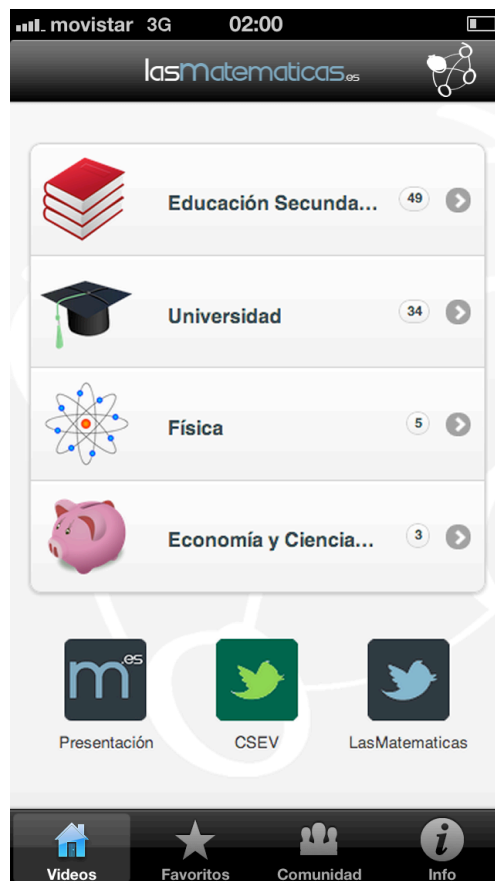 movistar 3G 02:00
lasmatematicas.es
Educación Secunda... 49
Universidad 34
Física 5
Economía y Ciencia... 3
m.es
Presentación CSEV LasMatematicas
Videos Favoritos Comunidad Info